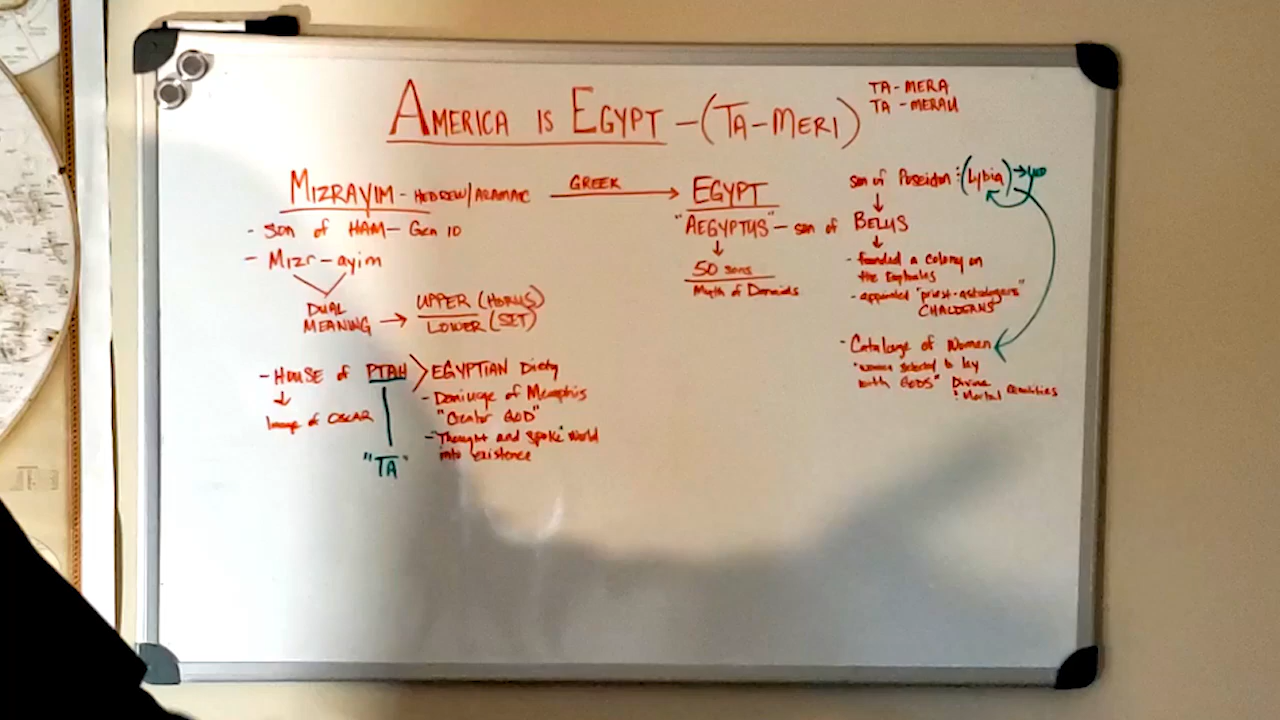 AMERICA IS EGYPT - (TA-MERI)
TA - MERA
TA - MERAU
MIZRAYIM - HEBREW/ARAMAIC
GREEK
EGYPT
- son of HAM - Gen 10
- Mizr - ayim
DUAL
MEANING
UPPER (HORUS)
LOWER (SET)
- HOUSE of PTAH
Image of OSCAR
"TA"
EGYPTIAN Diety
- Demiurge of Memphis
"Creator GOD"
- "Thought and spoke" World
into existence
"AEGYPTUS" - son of
50 sons
Myth of Danaids
son of Poseidon : (Lybia)
BELUS
- founded a colony on
the Euphrates
- appointed "priest-astrologers"
CHALDEANS
- Catalogue of Women
"women selected to lay
with GODS" Divine
: Mortal Qualities